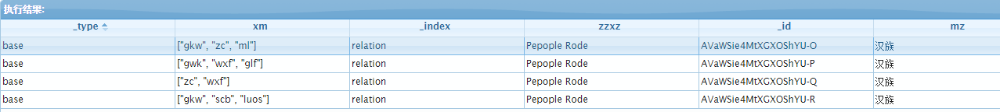 执行结果:
_type xm _index zzxz _id mz
base ["gkw", "zc", "ml"] relation Pepople Rode AVaWSie4MtXGXOShYU-O 汉族
base ["gwk", "wxf", "glf"] relation Pepople Rode AVaWSie4MtXGXOShYU-P 汉族
base ["zc", "wxf"] relation Pepople Rode AVaWSie4MtXGXOShYU-Q 汉族
base ["gkw", "scb", "luos"] relation Pepople Rode AVaWSie4MtXGXOShYU-R 汉族